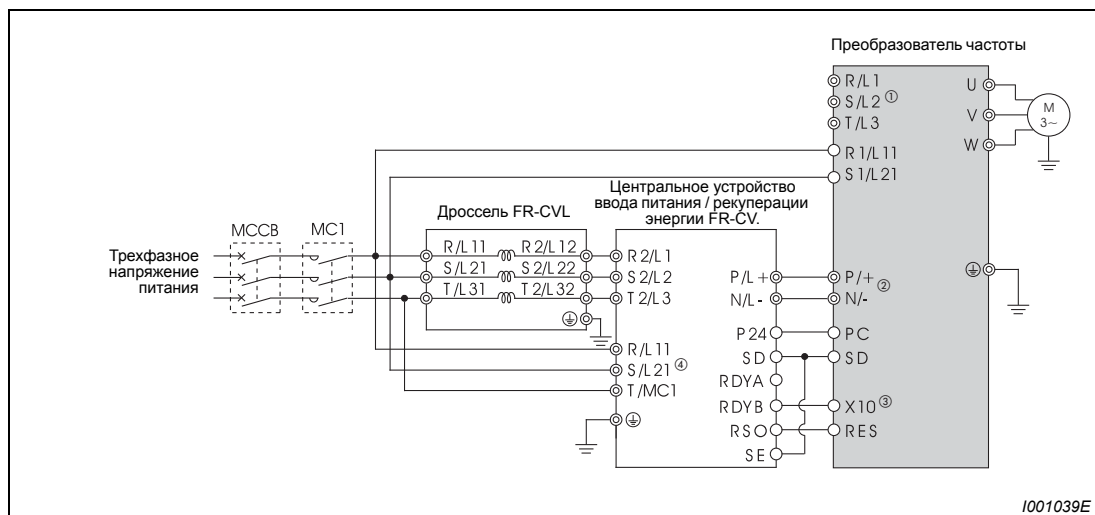 Преобразователь частоты
R/L1
S/L2 ①
T/L3
R1/L11
S1/L21
U
V
W
M
3~
Центральное устройство
ввода питания / рекуперации
энергии FR-CV.
Дроссель FR-CVL
MCCB
MC1
Трехфазное
напряжение
питания
R/L11 R2/L12
S/L21 S2/L22
T/L31 T2/L32
R2/L1
S2/L2
T2/L3
R/L11
S/L21 ④
T/MC1
P/L+
N/L-
P24
SD
RDYA
RDYB
RSO
SE
P/+
②
N/-
PC
SD
X10 ③
RES
I001039E